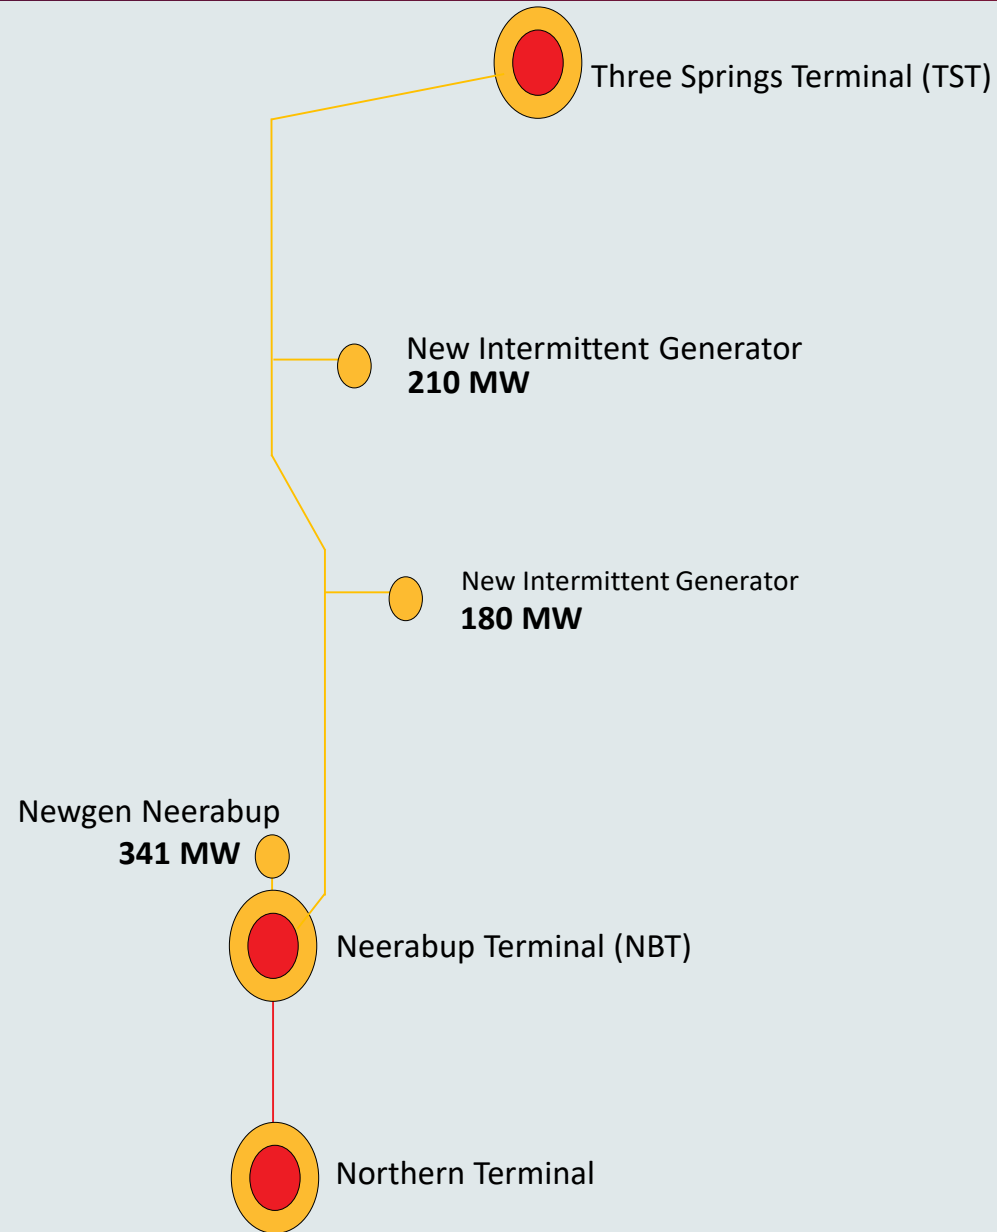 Three Springs Terminal (TST)
New Intermittent Generator
210 MW
New Intermittent Generator
180 MW
Newgen Neerabup
341 MW
Neerabup Terminal (NBT)
Northern Terminal